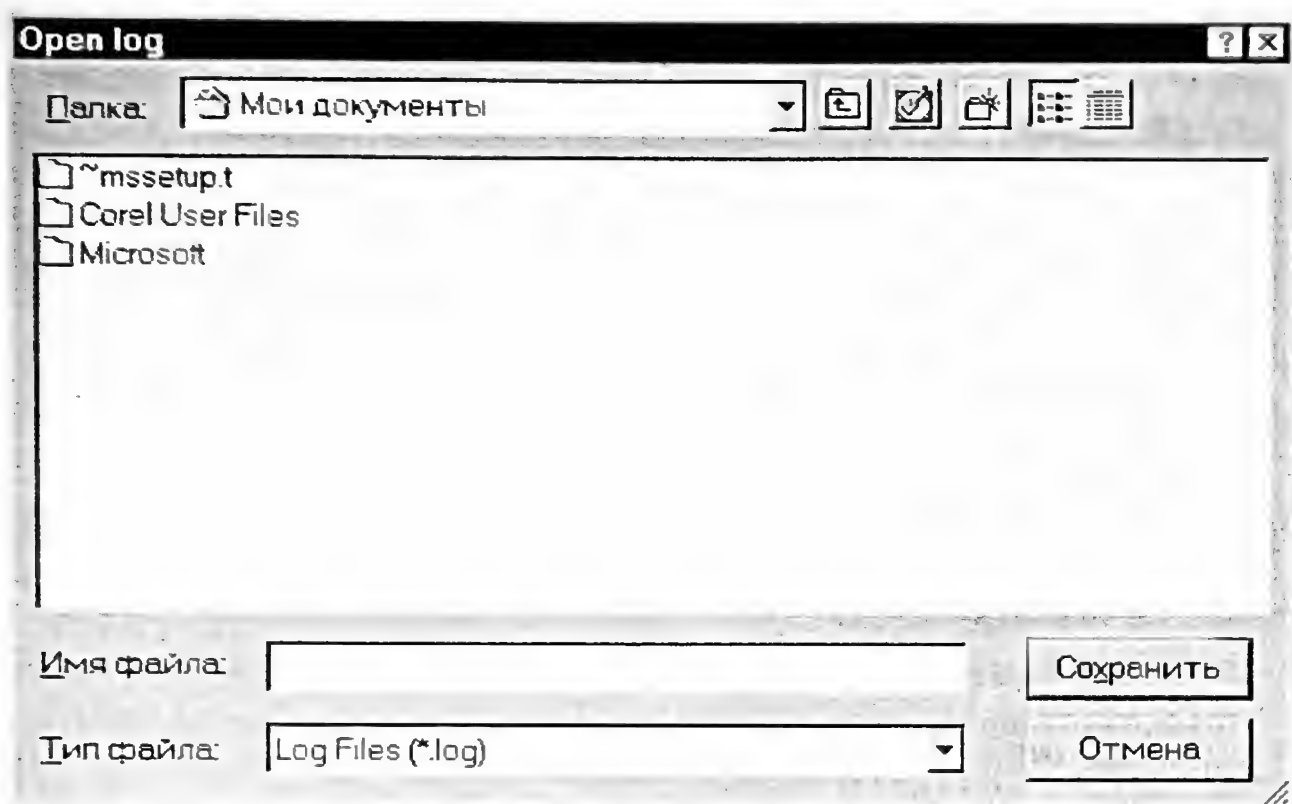 Open log
Папка: Мои документы
~mssetup.t
Corel User Files
Microsoft
Имя файла:
Сохранить
Тип файла: Log Files (*.log)
Отмена